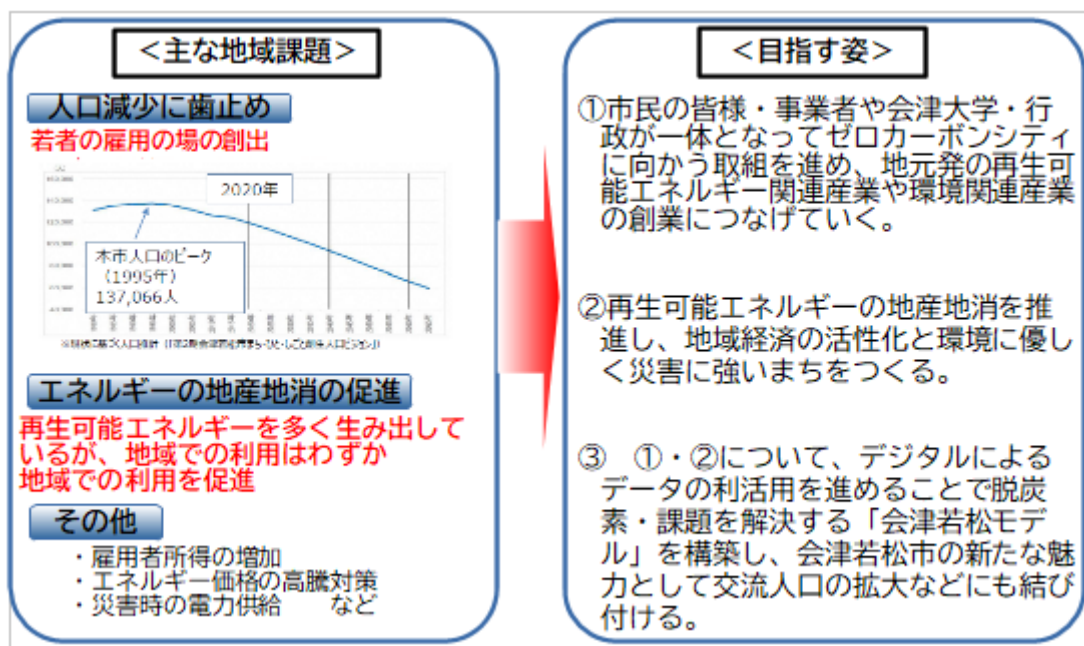 ＜主な地域課題＞
人口減少に歯止め
若者の雇用の場の創出
2020年
本市人口のピーク
（1995年）
137,066人
エネルギーの地産地消の促進
再生可能エネルギーを多く生み出して
いるが、地域での利用はわずか
地域での利用を促進
その他
・雇用者所得の増加
・エネルギー価格の高騰対策
・災害時の電力供給　　など
＜目指す姿＞
①市民の皆様・事業者や会津大学・行
政が一体となってゼロカーボンシティ
に向かう取組を進め、地元発の再生可
能エネルギー関連産業や環境関連産業
の創業につなげていく。
②再生可能エネルギーの地産地消を推
進し、地域経済の活性化と環境に優し
く災害に強いまちをつくる。
③　①・②について、デジタルによる
データの利活用を進めることで脱炭
素・課題を解決する「会津若松モデ
ル」を構築し、会津若松市の新たな魅
力として交流人口の拡大などにも結び
付ける。